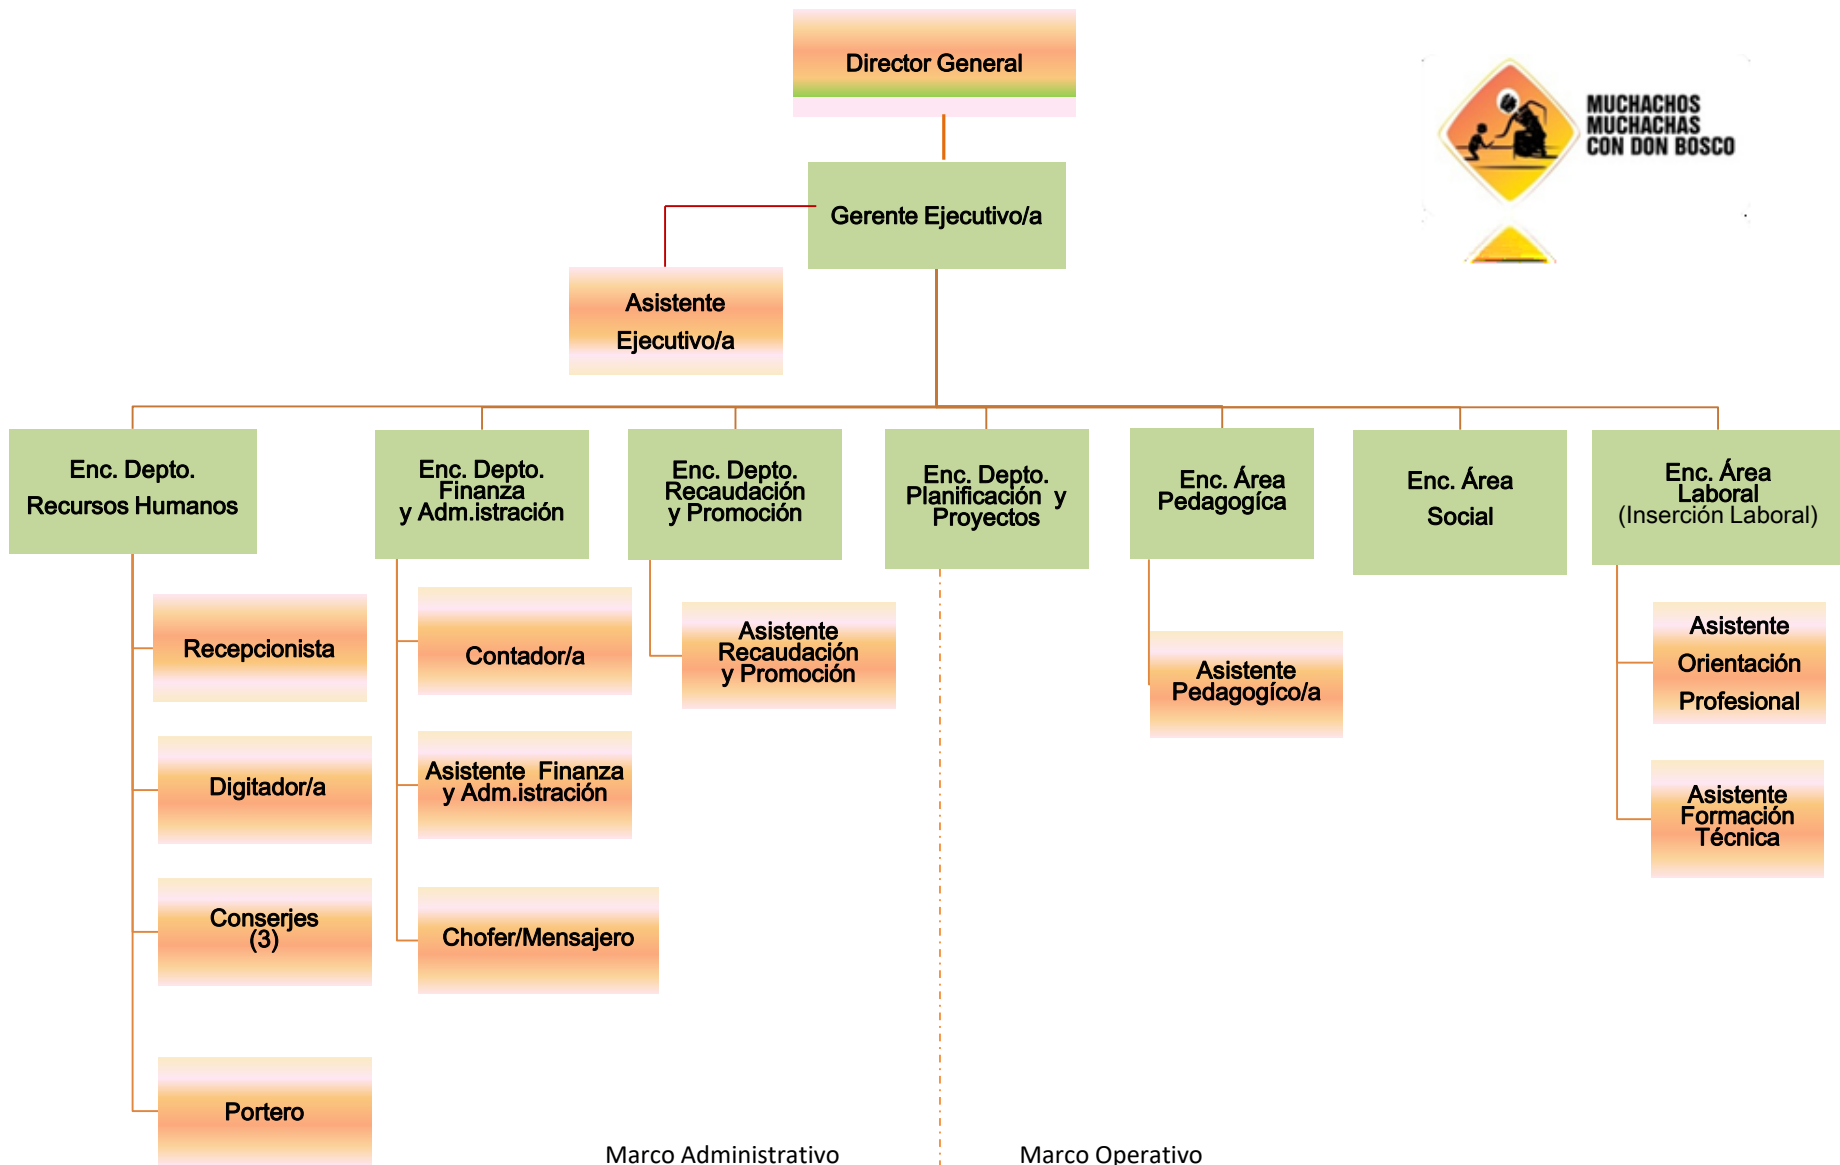 Director General
MUCHACHOS
MUCHACHAS
CON DON BOSCO
Gerente Ejecutivo/a
Asistente
Ejecutivo/a
Enc. Depto.
Recursos Humanos
Enc. Depto.
Finanza
y Adm.istración
Enc. Depto.
Recaudación
y Promoción
Enc. Depto.
Planificación y
Proyectos
Enc. Área
Pedagogíca
Enc. Área
Social
Enc. Área
Laboral
(Inserción Laboral)
Recepcionista
Digitador/a
Conserjes
(3)
Portero
Contador/a
Asistente Finanza
y Adm.istración
Chofer/Mensajero
Asistente
Recaudación
y Promoción
Asistente
Pedagogíco/a
Asistente
Orientación
Profesional
Asistente
Formación
Técnica
Marco Administrativo
Marco Operativo